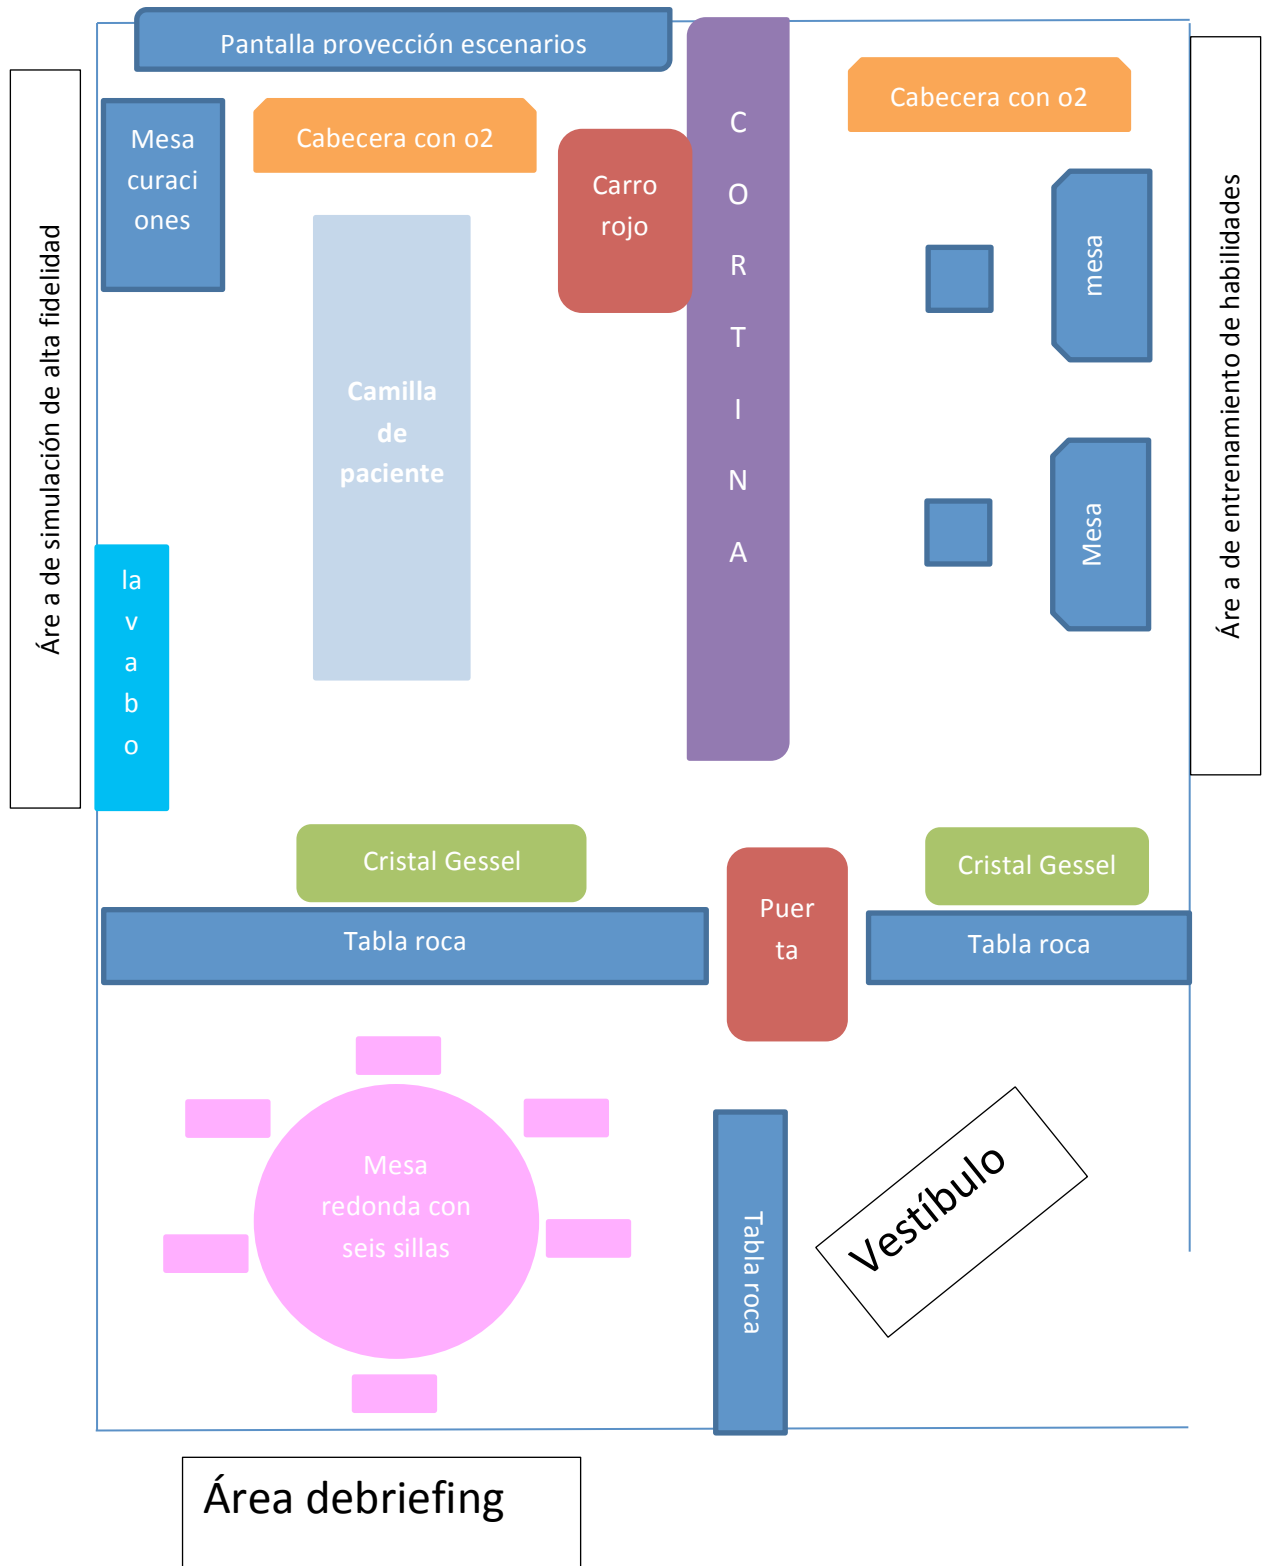 Pantalla proyección escenarios
Cabecera con o2
Cabecera con o2
Mesa
curaci
ones
Carro
rojo
C
O
R
T
I
N
A
mesa
Mesa
Camilla
de
paciente
Áre a de simulación de alta fidelidad
Áre a de entrenamiento de habilidades
la
v
a
b
o
Cristal Gessel
Cristal Gessel
Tabla roca
Puer
ta
Tabla roca
Mesa
redonda con
seis sillas
Tabla roca
Vestíbulo
Área debriefing